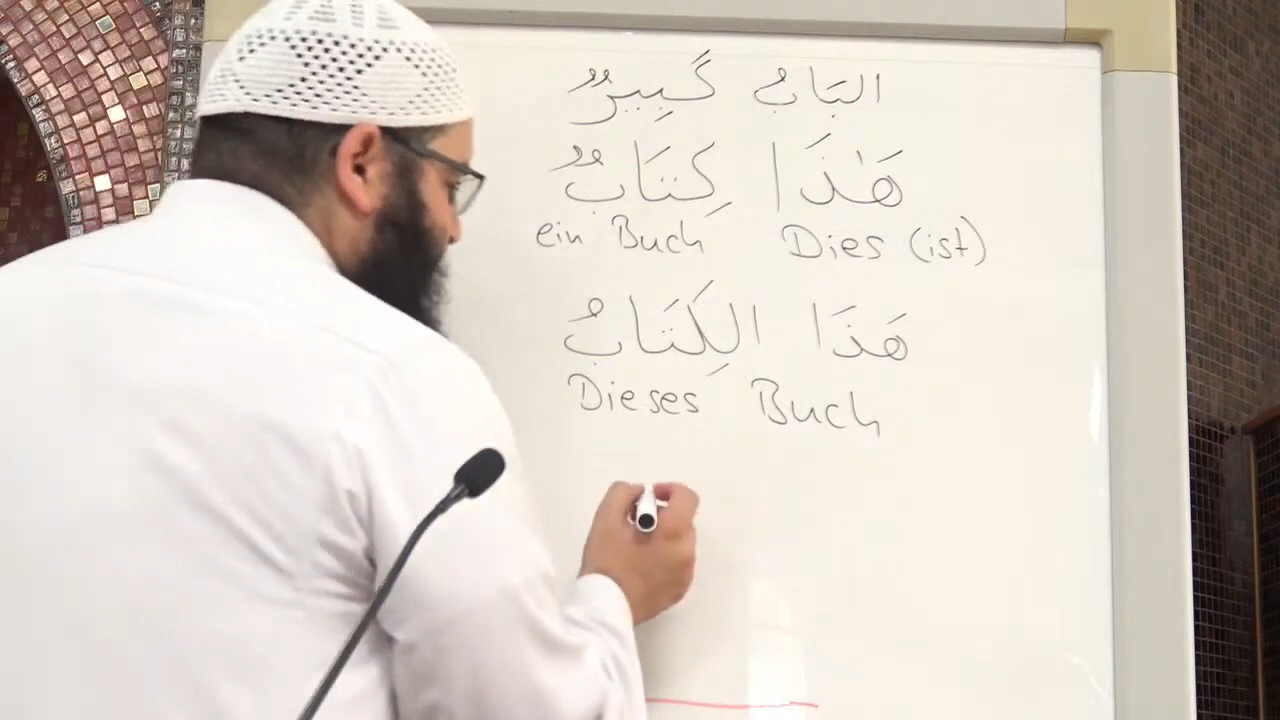 البَابُ كَبِيرٌ
هَٰذَا كِتَابٌ
ein Buch Dies (ist)
هَذَا الكِتَابُ
Dieses Buch